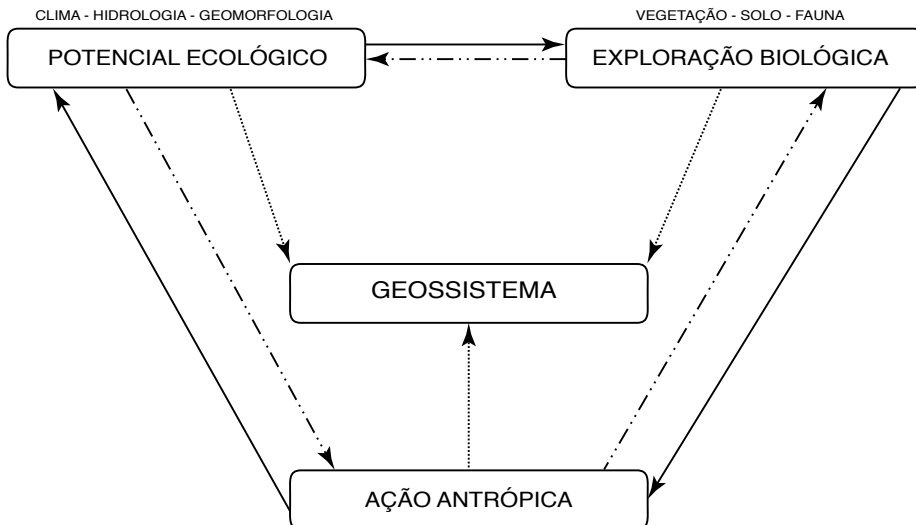 CLIMA - HIDROLOGIA - GEOMORFOLOGIA
VEGETAÇÃO - SOLO - FAUNA
POTENCIAL ECOLÓGICO
EXPLORAÇÃO BIOLÓGICA
GEOSSISTEMA
AÇÃO ANTRÓPICA